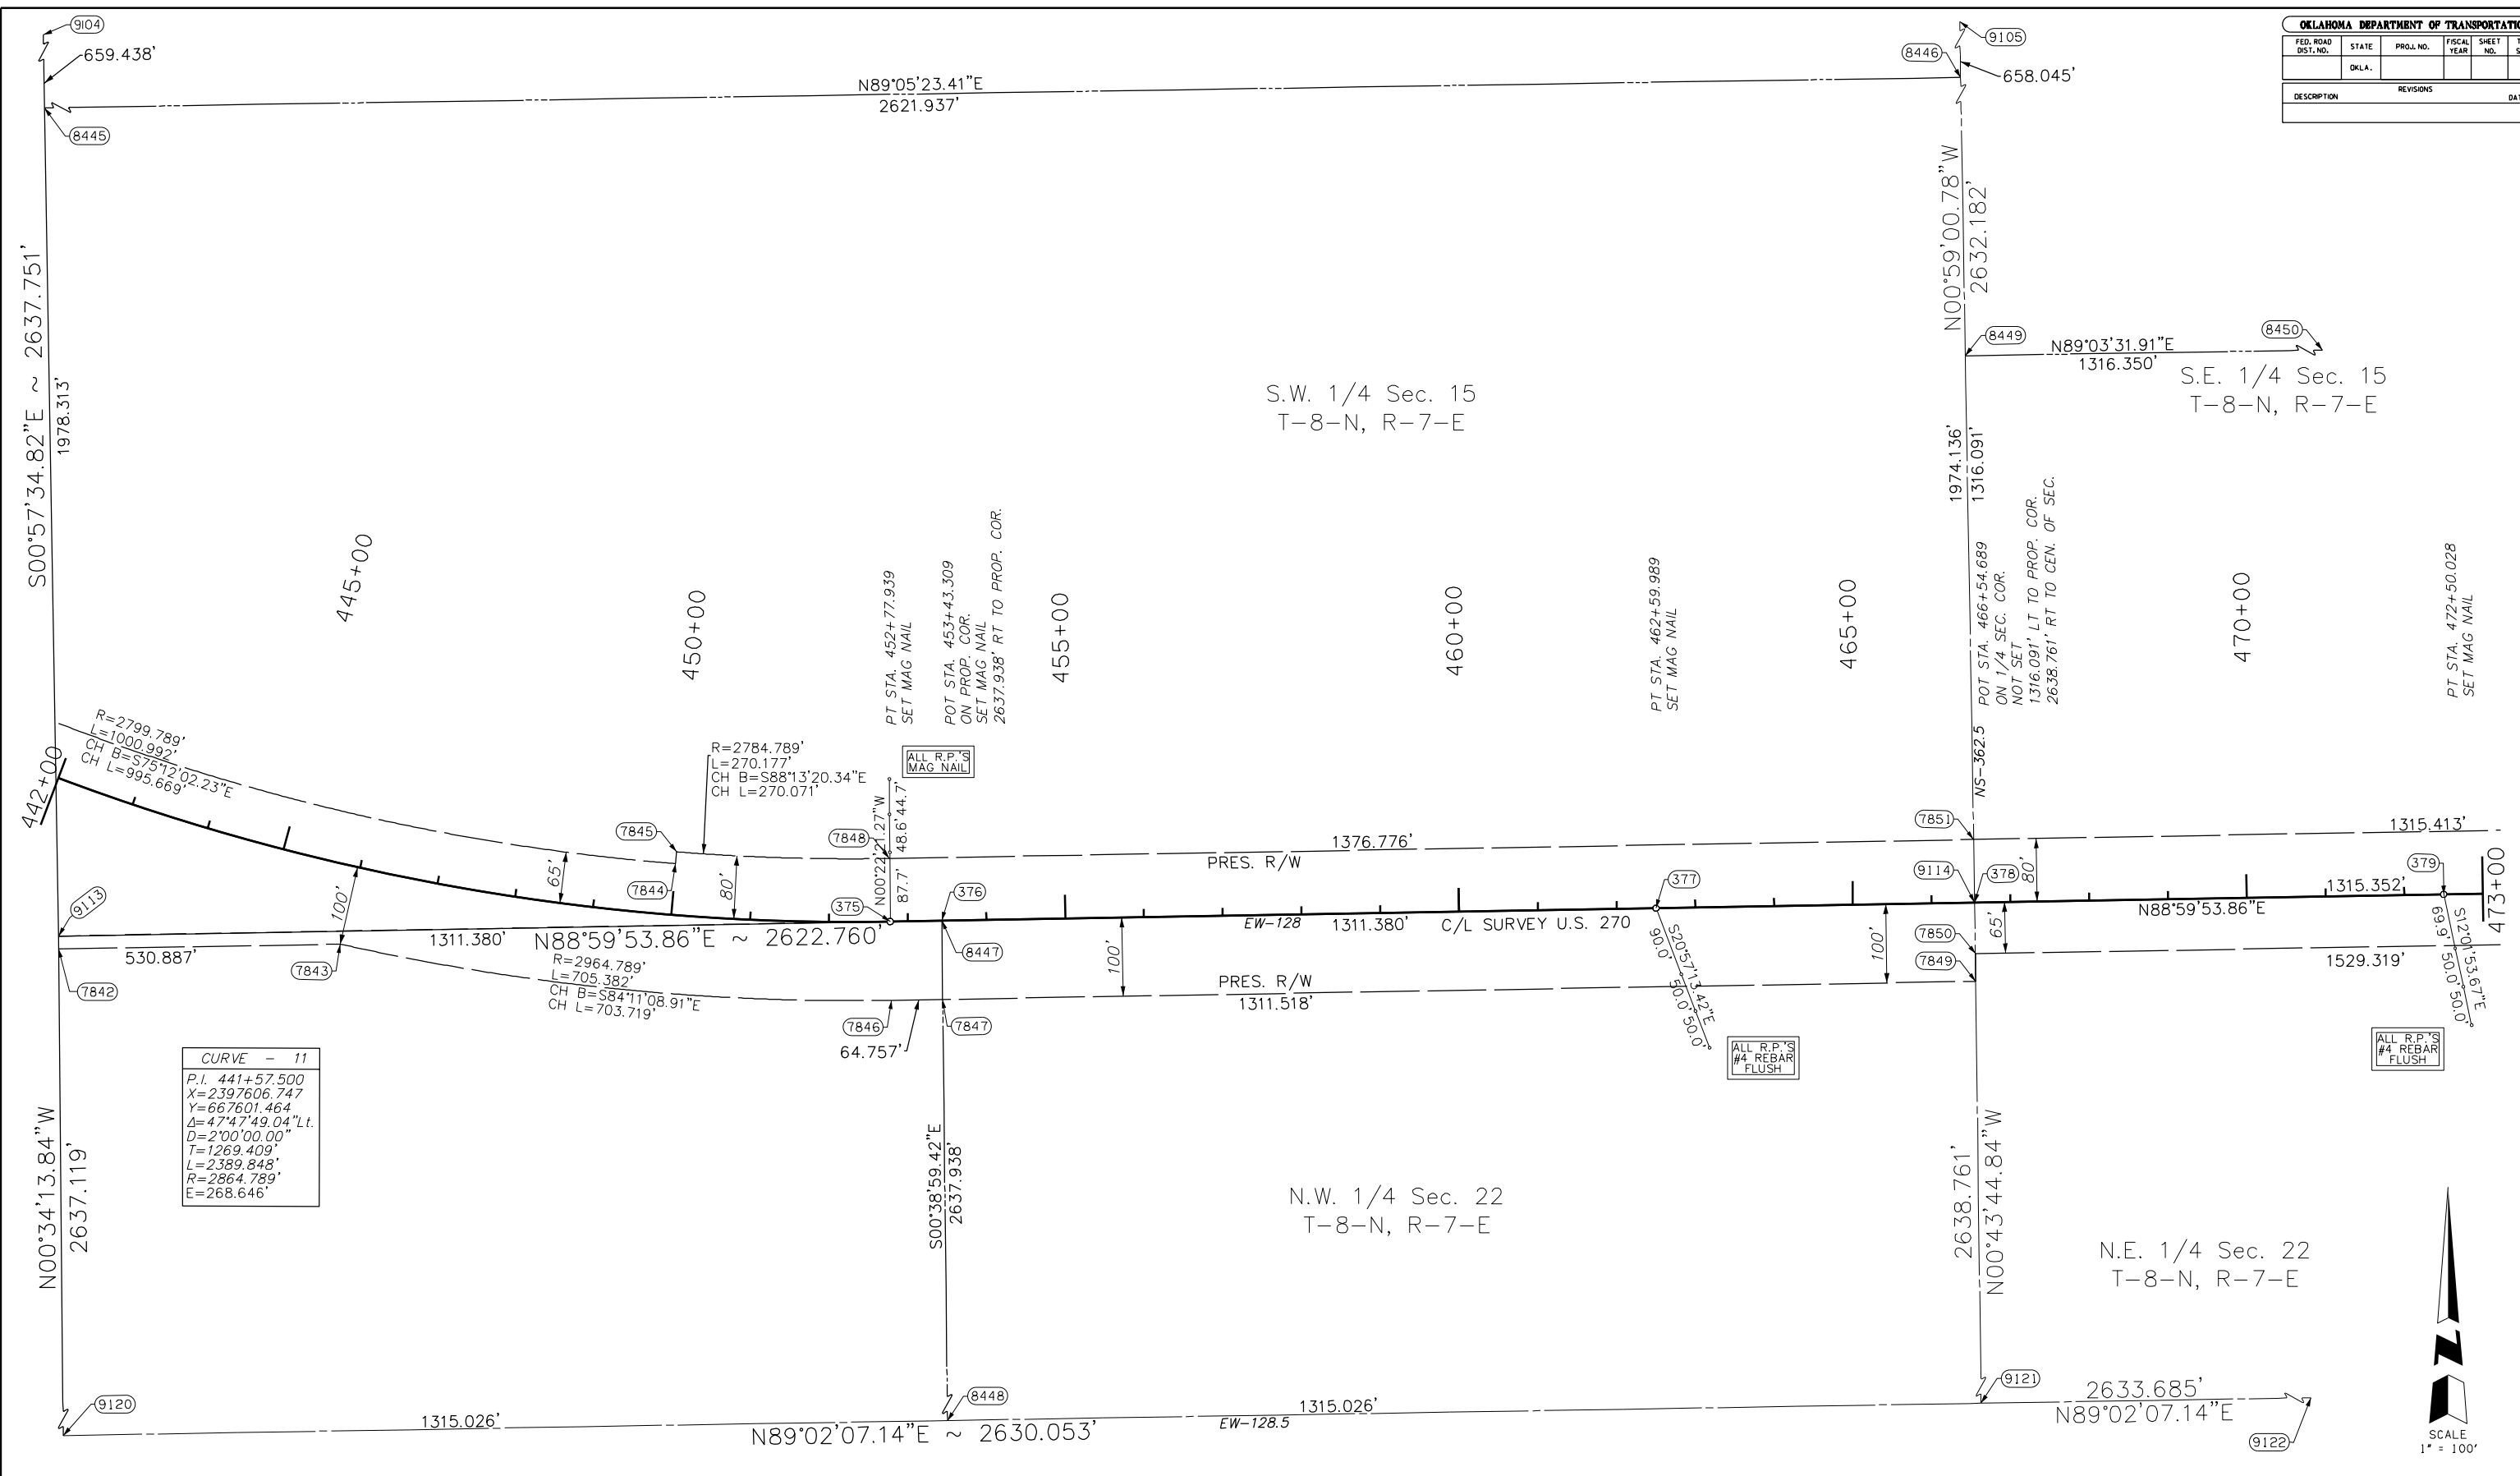 9104
659.438'
N89°05'23.41"E
2621.937'
8445
8446
9105
658.045'
OKLAHOMA DEPARTMENT OF
FED. ROAD DIST. NO.
STATE
PROJ. NO.
FISCAL YEAR
SHEET NO.
OKLA.
REVISIONS
DESCRIPTION
S00°57'34.82"E ~ 2637.751'
1978.313'
N00°59'00.78"W
2632.182'
8449
8450
N89°03'31.91"E
1316.350'
S.W. 1/4 Sec. 15
T-8-N, R-7-E
S.E. 1/4 Sec. 15
T-8-N, R-7-E
1974.136'
1316.091'
442+00
445+00
450+00
455+00
460+00
465+00
470+00
473+00
PT STA. 452+77.939
SET MAG NAIL
POT STA. 453+43.309
ON PROP. COR.
SET MAG NAIL
2637.938' RT TO PROP. COR.
PT STA. 462+59.989
SET MAG NAIL
POT STA. 466+54.689
ON 1/4 SEC. COR.
NOT SET
1316.091' LT TO PROP. COR.
2638.761' RT TO CEN. OF SEC.
PT STA. 472+50.028
SET MAG NAIL
NS-362.5
R=2799.789'
L=1000.992'
CH B=S75°12'02.23"E
CH L=995.669'
R=2784.789'
L=270.177'
CH B=S88°13'20.34"E
CH L=270.071'
ALL R.P.'S
MAG NAIL
N00°22'21.27"W
87.7' 48.6' 44.7'
7845
7848
7844
65'
80'
100'
375
376
377
7851
9114
378
80'
379
1376.776'
PRES. R/W
1315.413'
1315.352'
9113
1311.380'
N88°59'53.86"E ~ 2622.760'
EW-128
1311.380'
C/L SURVEY U.S. 270
N88°59'53.86"E
530.887'
7842
7843
8447
R=2964.789'
L=705.382'
CH B=S84°11'08.91"E
CH L=703.719'
100'
PRES. R/W
1311.518'
100'
7850
7849
65'
1529.319'
S20°57'13.42"E
90.0' 50.0' 50.0'
S12°01'53.67"E
69.9' 50.0' 50.0'
7846
7847
64.757'
ALL R.P.'S
#4 REBAR
FLUSH
ALL R.P.'S
#4 REBAR
FLUSH
CURVE - 11
P.I. 441+57.500
X=2397606.747
Y=667601.464
Δ=47°47'49.04"Lt.
D=2°00'00.00"
T=1269.409'
L=2389.848'
R=2864.789'
E=268.646'
N00°34'13.84"W
2637.119'
S00°38'59.42"E
2637.938'
N.W. 1/4 Sec. 22
T-8-N, R-7-E
2638.761'
N00°43'44.84"W
N.E. 1/4 Sec. 22
T-8-N, R-7-E
9120
8448
9121
1315.026'
1315.026'
N89°02'07.14"E ~ 2630.053'
EW-128.5
2633.685'
N89°02'07.14"E
9122
N
SCALE
1" = 100'